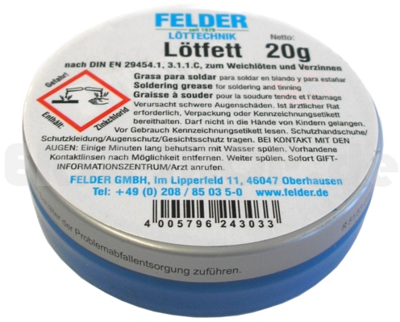 FELDER
seit 1979
LÖTTECHNIK
Netto:
Lötfett 20g
nach DIN EN 29454.1, 3.1.1.C, zum Weichlöten und Verzinnen
Gefahr!
Enthält: Zinkchlorid
Grasa para soldar para soldar en blando y para estañar
Soldering grease for soldering and tinning
Graisse à souder pour la soudure tendre et l'étamage
Verursacht schwere Augenschäden. Ist ärztlicher Rat
erforderlich, Verpackung oder Kennzeichnungsetikett
bereithalten. Darf nicht in die Hände von Kindern gelangen.
Vor Gebrauch Kennzeichnungsetikett lesen. Schutzhandschuhe/
Schutzkleidung/Augenschutz/Gesichtsschutz tragen. BEI KONTAKT MIT DEN
AUGEN: Einige Minuten lang behutsam mit Wasser spülen. Vorhandene
Kontaktlinsen nach Möglichkeit entfernen. Weiter spülen. Sofort GIFT-
INFORMATIONSZENTRUM/Arzt anrufen.
FELDER GMBH, Im Lipperfeld 11, 46047 Oberhausen
Tel: +49 (0) 208 / 85 03 5-0 www.felder.de
4 005796 243033
der Problemabfallentsorgung zuführen.